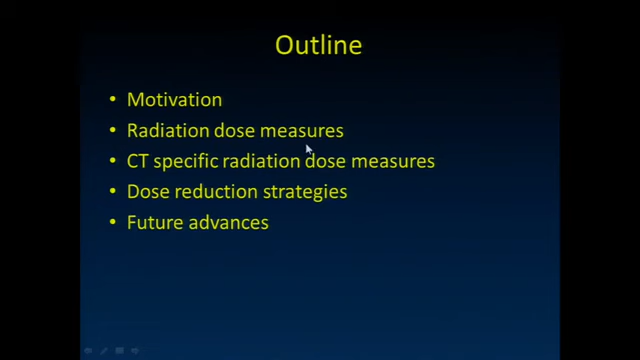 Outline
• Motivation
• Radiation dose measures
• CT specific radiation dose measures
• Dose reduction strategies
• Future advances